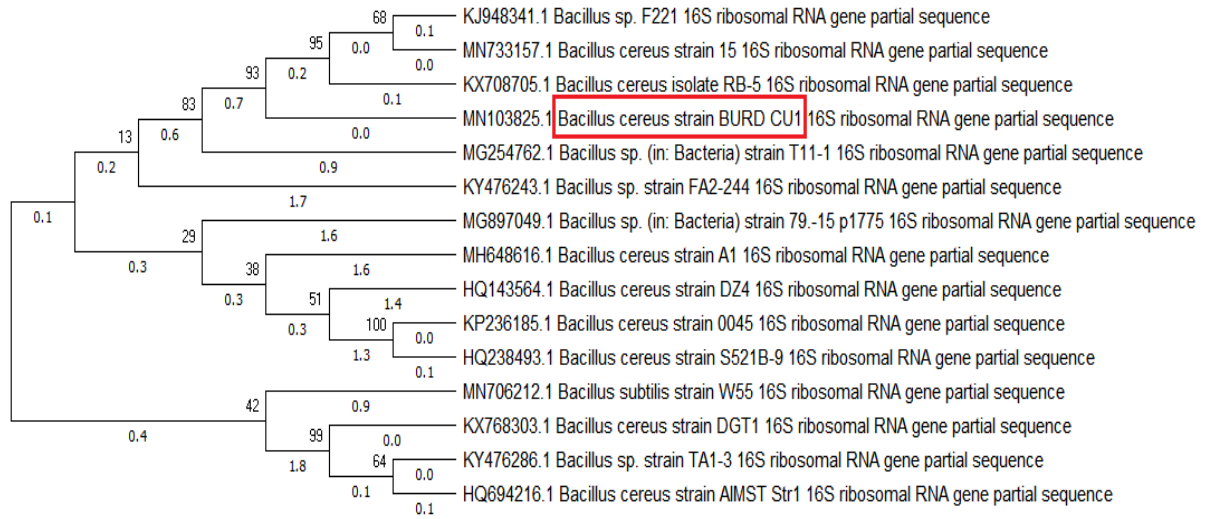 KJ948341.1 Bacillus sp. F221 16S ribosomal RNA gene partial sequence
68
0.1
95
0.0
MN733157.1 Bacillus cereus strain 15 16S ribosomal RNA gene partial sequence
0.0
93
0.2
KX708705.1 Bacillus cereus isolate RB-5 16S ribosomal RNA gene partial sequence
0.1
83
0.7
MN103825.1 Bacillus cereus strain BURD CU1 16S ribosomal RNA gene partial sequence
13
0.6
MG254762.1 Bacillus sp. (in: Bacteria) strain T11-1 16S ribosomal RNA gene partial sequence
0.2
0.9
KY476243.1 Bacillus sp. strain FA2-244 16S ribosomal RNA gene partial sequence
1.7
0.1
MG897049.1 Bacillus sp. (in: Bacteria) strain 79.-15 p1775 16S ribosomal RNA gene partial sequence
29
1.6
0.3
MH648616.1 Bacillus cereus strain A1 16S ribosomal RNA gene partial sequence
38
1.6
0.3
HQ143564.1 Bacillus cereus strain DZ4 16S ribosomal RNA gene partial sequence
51
1.4
0.3
KP236185.1 Bacillus cereus strain 0045 16S ribosomal RNA gene partial sequence
100
0.0
1.3
HQ238493.1 Bacillus cereus strain S521B-9 16S ribosomal RNA gene partial sequence
0.1
MN706212.1 Bacillus subtilis strain W55 16S ribosomal RNA gene partial sequence
42
0.9
0.4
KX768303.1 Bacillus cereus strain DGT1 16S ribosomal RNA gene partial sequence
99
0.0
1.8
KY476286.1 Bacillus sp. strain TA1-3 16S ribosomal RNA gene partial sequence
64
0.0
0.1
HQ694216.1 Bacillus cereus strain AIMST Str1 16S ribosomal RNA gene partial sequence
0.1